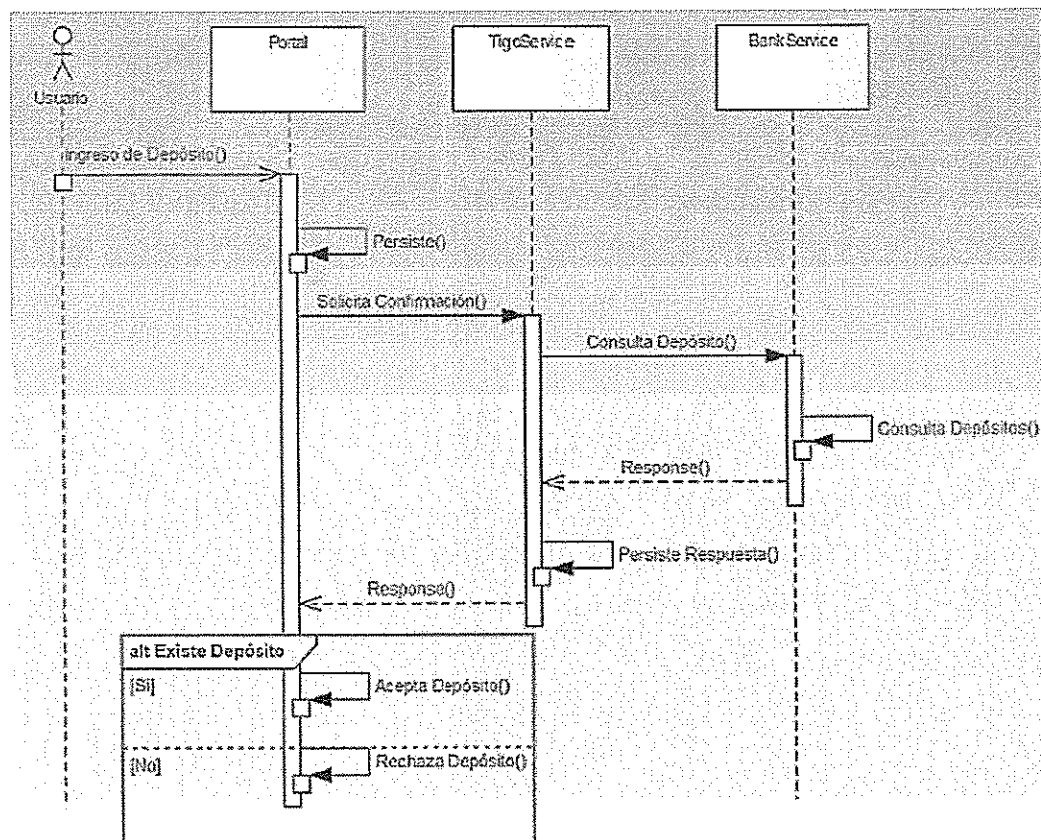 Portal
TigoService
BankService
Usuario
Ingreso de Depósito()
Persiste()
Solicita Confirmación()
Consulta Depósito()
Consulta Depósitos()
Response()
Persiste Respuesta()
Response()
alt Existe Depósito
[Si]
Acepta Depósito()
[No]
Rechaza Depósito()